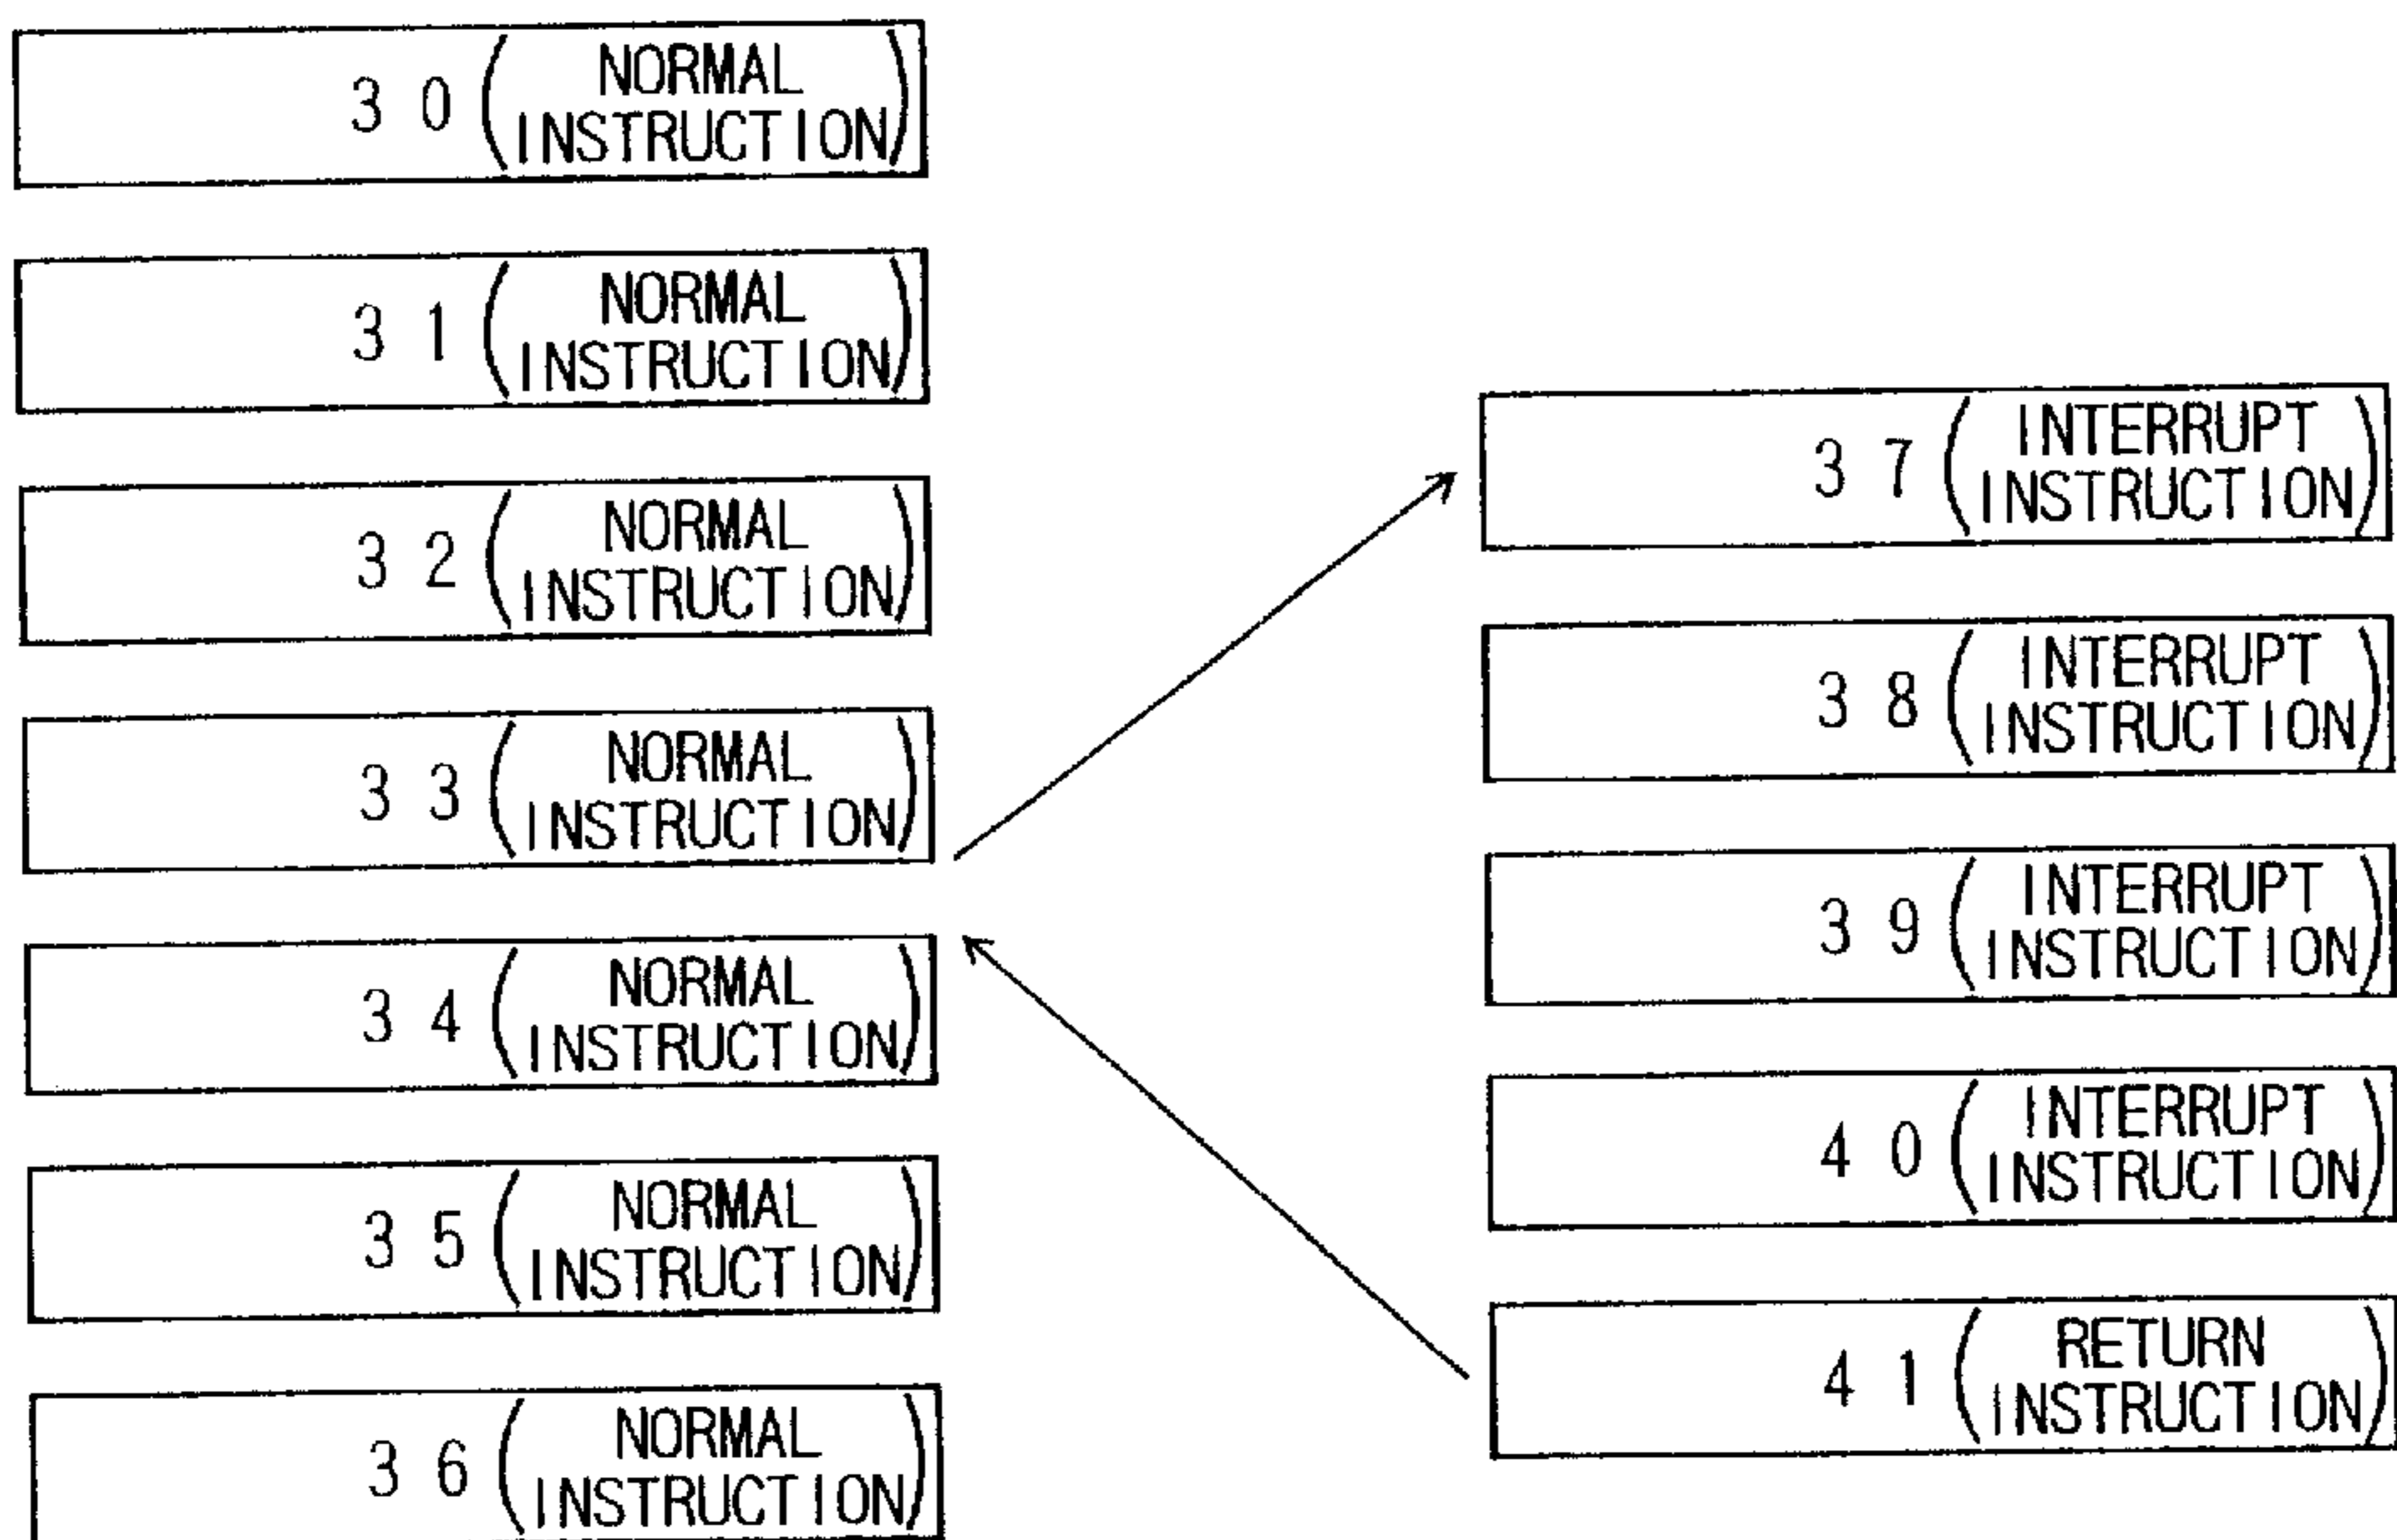 30 ( NORMAL
INSTRUCTION )
31 ( NORMAL
INSTRUCTION )
32 ( NORMAL
INSTRUCTION )
33 ( NORMAL
INSTRUCTION )
34 ( NORMAL
INSTRUCTION )
35 ( NORMAL
INSTRUCTION )
36 ( NORMAL
INSTRUCTION )
37 ( INTERRUPT
INSTRUCTION )
38 ( INTERRUPT
INSTRUCTION )
39 ( INTERRUPT
INSTRUCTION )
40 ( INTERRUPT
INSTRUCTION )
41 ( RETURN
INSTRUCTION )